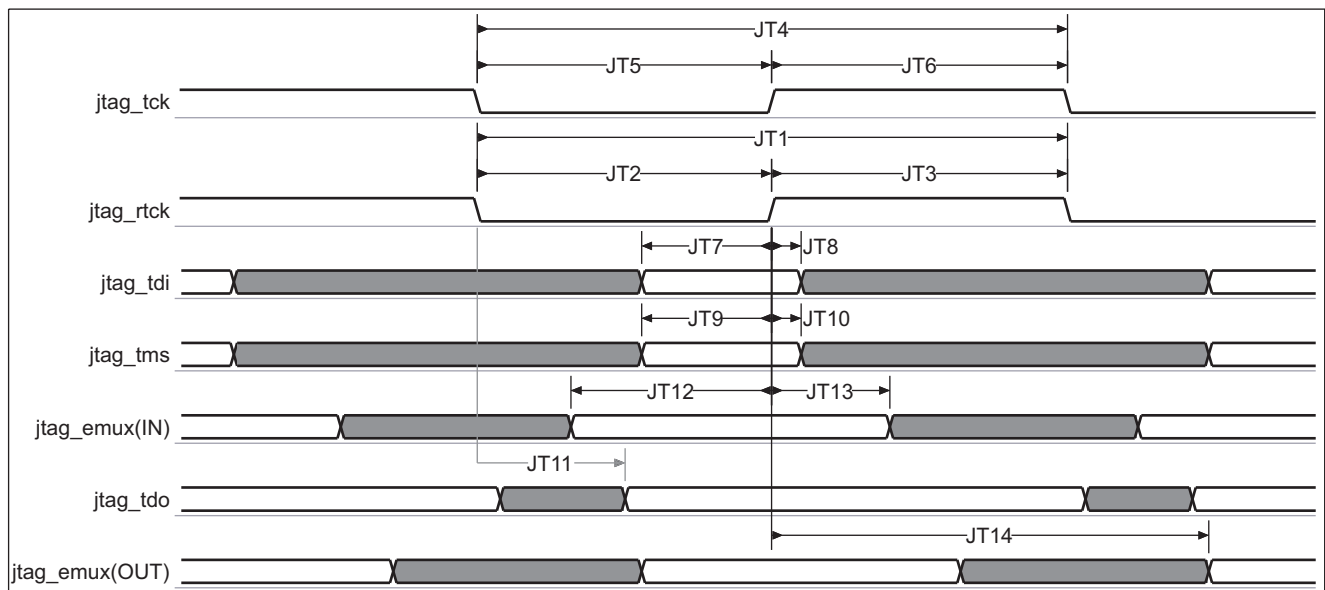 JT4
JT5 JT6
jtag_tck
JT1
JT2 JT3
jtag_rtck
JT7 JT8
jtag_tdi
JT9 JT10
jtag_tms
JT12 JT13
jtag_emux(IN)
JT11
jtag_tdo
JT14
jtag_emux(OUT)